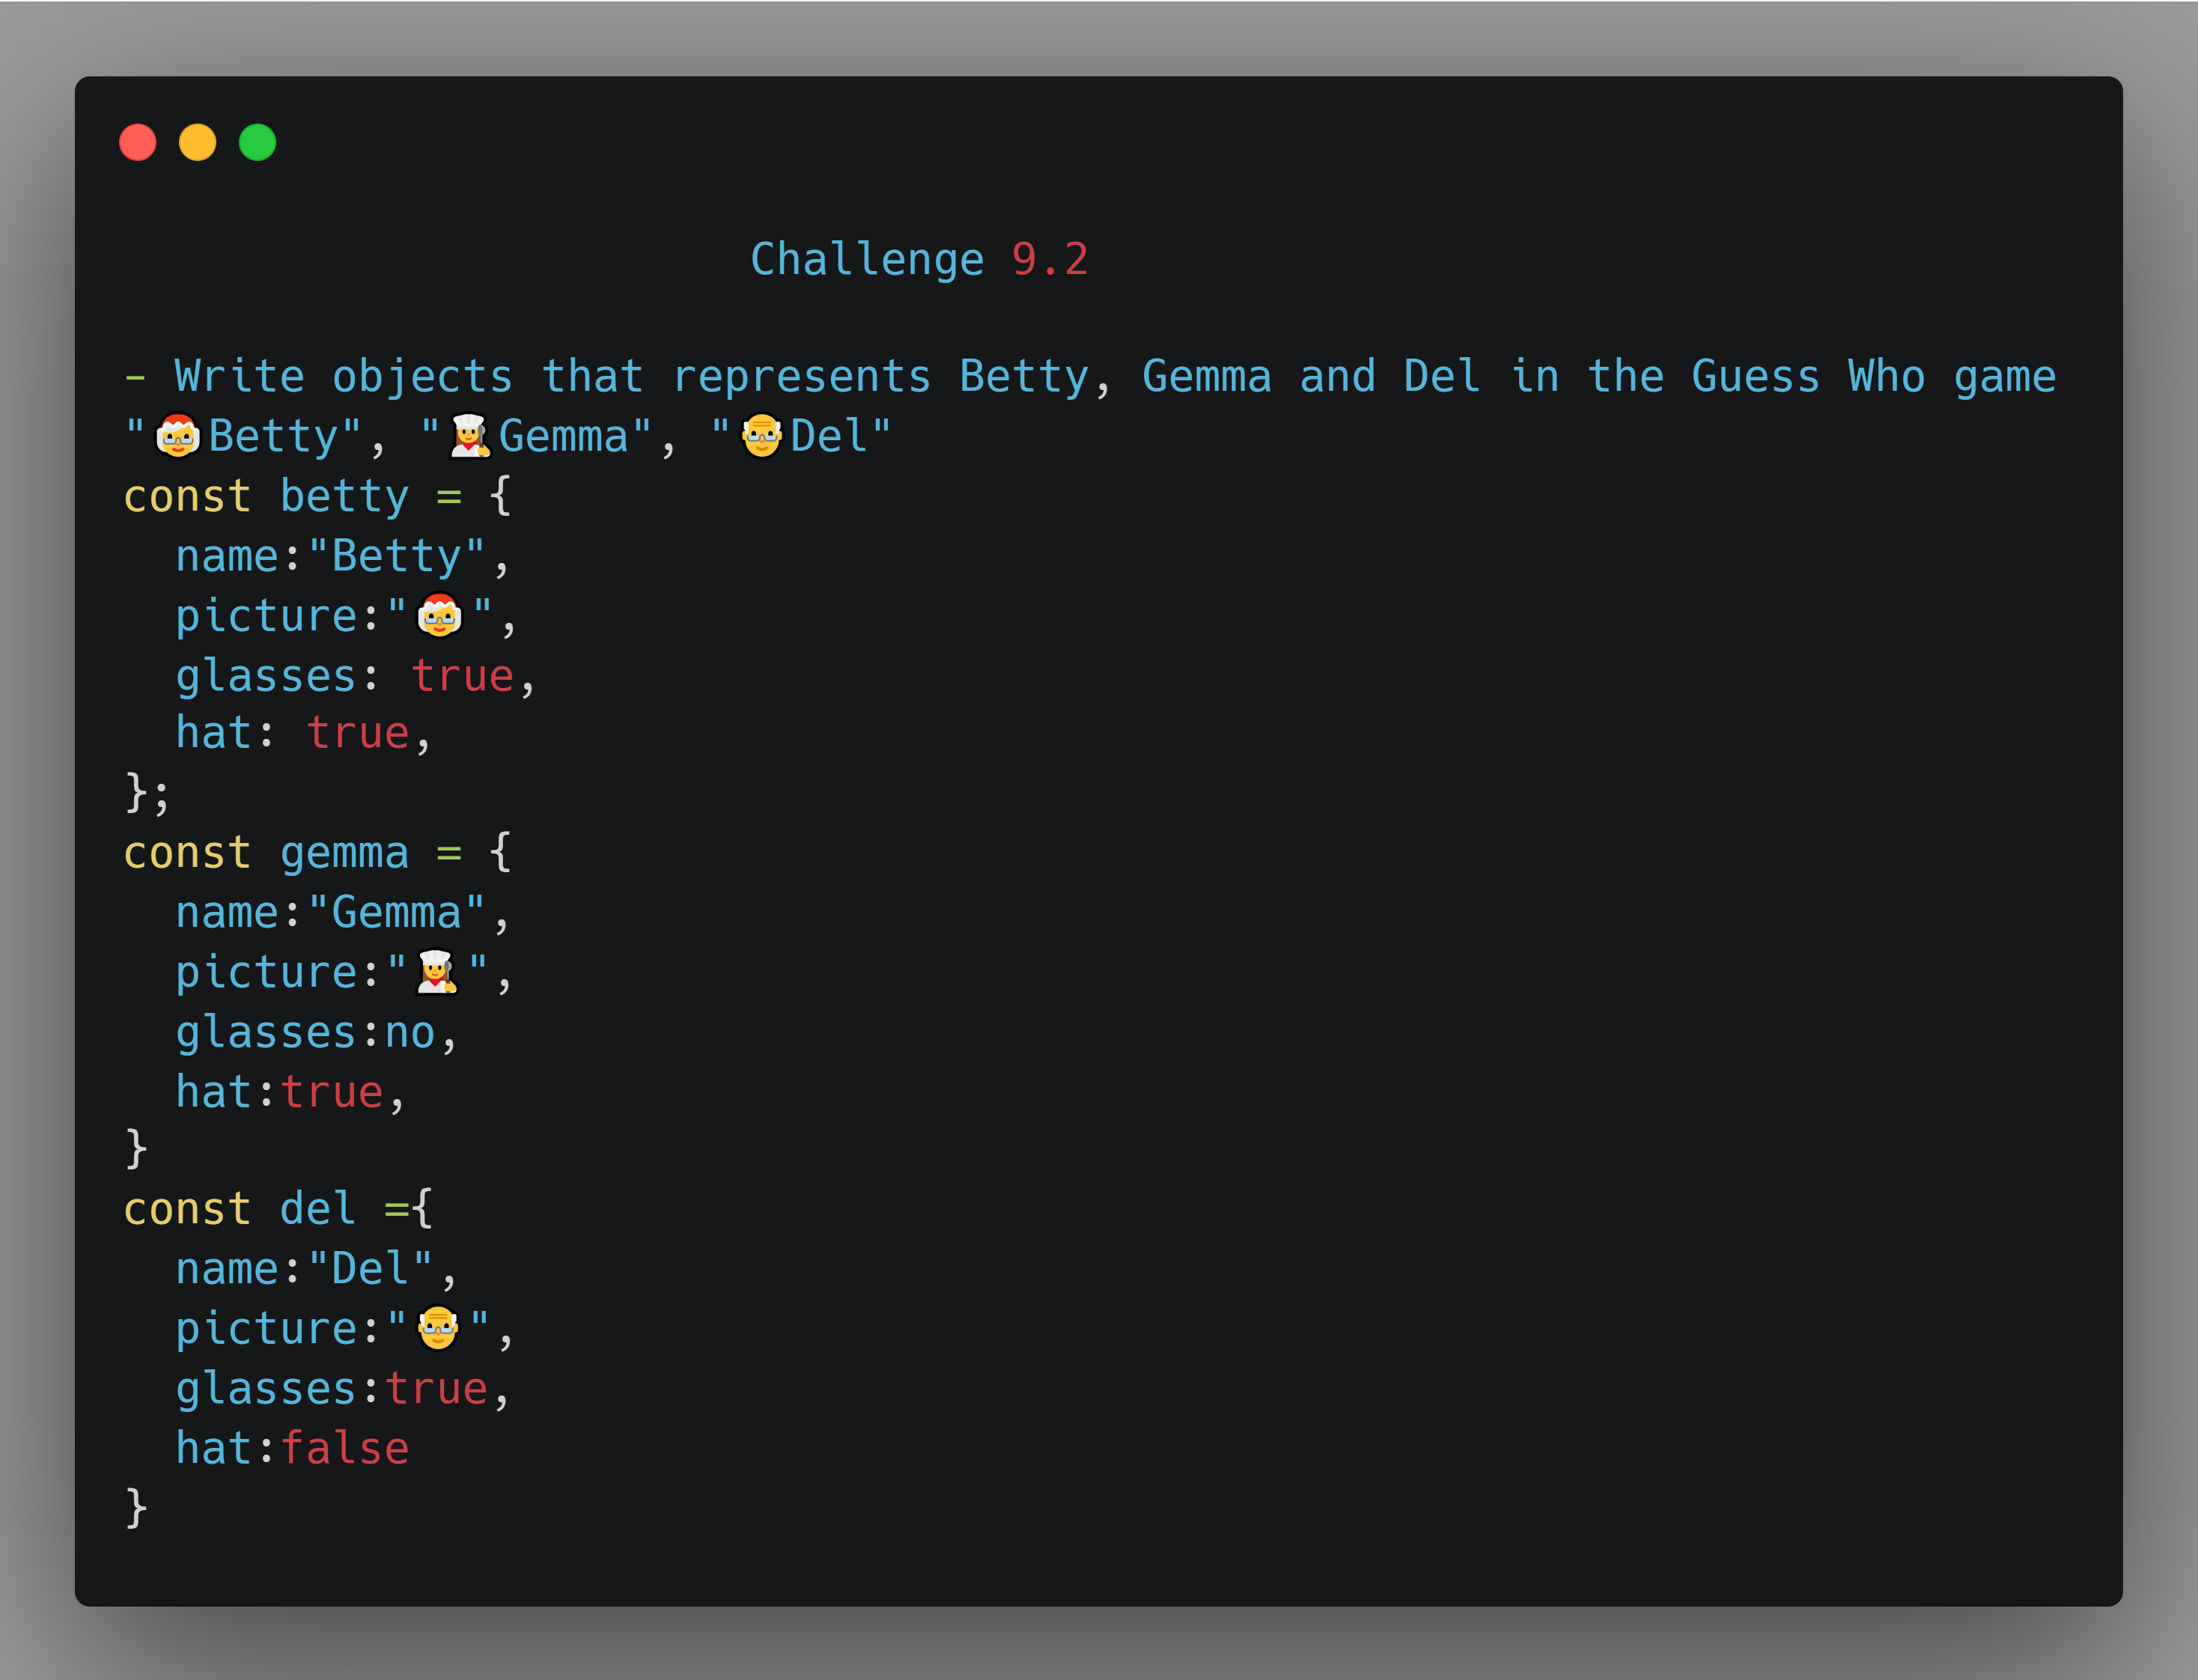 Challenge 9.2
- Write objects that represents Betty, Gemma and Del in the Guess Who game
"🤶Betty", "👩‍🍳Gemma", "👴Del"
const betty = {
  name:"Betty",
  picture:"🤶",
  glasses: true,
  hat: true,
};
const gemma = {
  name:"Gemma",
  picture:"👩‍🍳",
  glasses:no,
  hat:true,
}
const del ={
  name:"Del",
  picture:"👴",
  glasses:true,
  hat:false
}